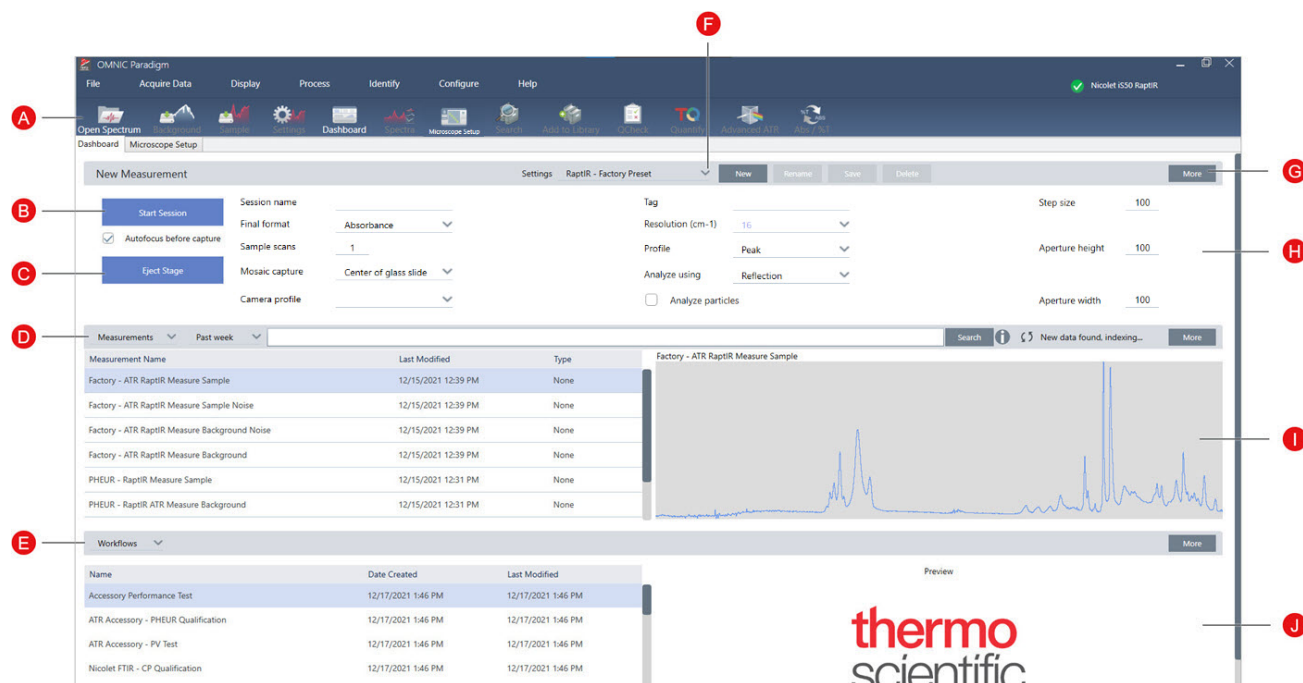 F
OMNIC Paradigm
File Acquire Data Display Process Identify Configure Help
Nicolet iS50 RaptIR
A
Open Spectrum Background Sample Settings Dashboard Spectra Microscope Setup Search Add to Library QCheck Quantify Advanced ATR Abs / %T
Dashboard Microscope Setup
New Measurement Settings RaptIR - Factory Preset New Rename Save Delete More
G
B
Start Session Session name Tag Step size 100
Final format Absorbance Resolution (cm-1) 16
Autofocus before capture Sample scans 1 Profile Peak Aperture height 100
H
C
Eject Stage Mosaic capture Center of glass slide Analyze using Reflection
Camera profile Analyze particles Aperture width 100
D
Measurements Past week Search New data found, indexing... More
Measurement Name Last Modified Type Factory - ATR RaptIR Measure Sample
Factory - ATR RaptIR Measure Sample 12/15/2021 12:39 PM None
Factory - ATR RaptIR Measure Sample Noise 12/15/2021 12:39 PM None
Factory - ATR RaptIR Measure Background Noise 12/15/2021 12:39 PM None
I
Factory - ATR RaptIR Measure Background 12/15/2021 12:39 PM None
PHEUR - RaptIR Measure Sample 12/15/2021 12:31 PM None
PHEUR - RaptIR ATR Measure Background 12/15/2021 12:31 PM None
E
Workflows More
Name Date Created Last Modified Preview
Accessory Performance Test 12/17/2021 1:46 PM 12/17/2021 1:46 PM
ATR Accessory - PHEUR Qualification 12/17/2021 1:46 PM 12/17/2021 1:46 PM
J
ATR Accessory - PV Test 12/17/2021 1:46 PM 12/17/2021 1:46 PM
Nicolet FTIR - CP Qualification 12/17/2021 1:46 PM 12/17/2021 1:46 PM
thermo
scientific